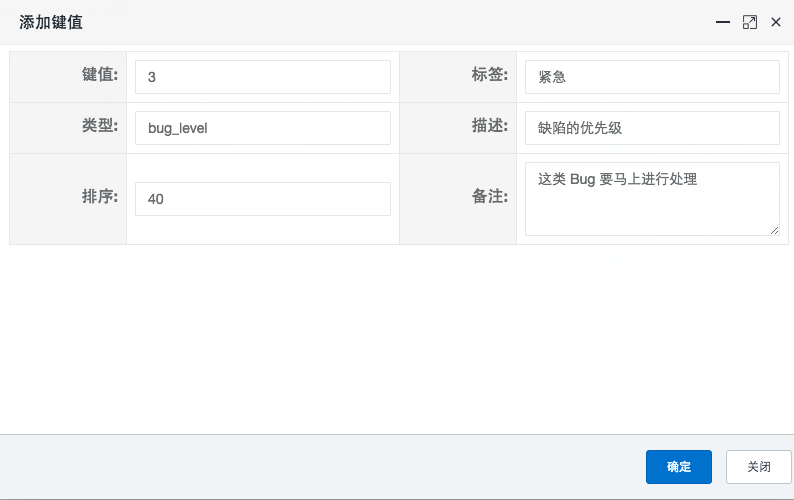 添加键值
键值: 3 标签: 紧急
类型: bug_level 描述: 缺陷的优先级
排序: 40 备注: 这类 Bug 要马上进行处理
确定 关闭